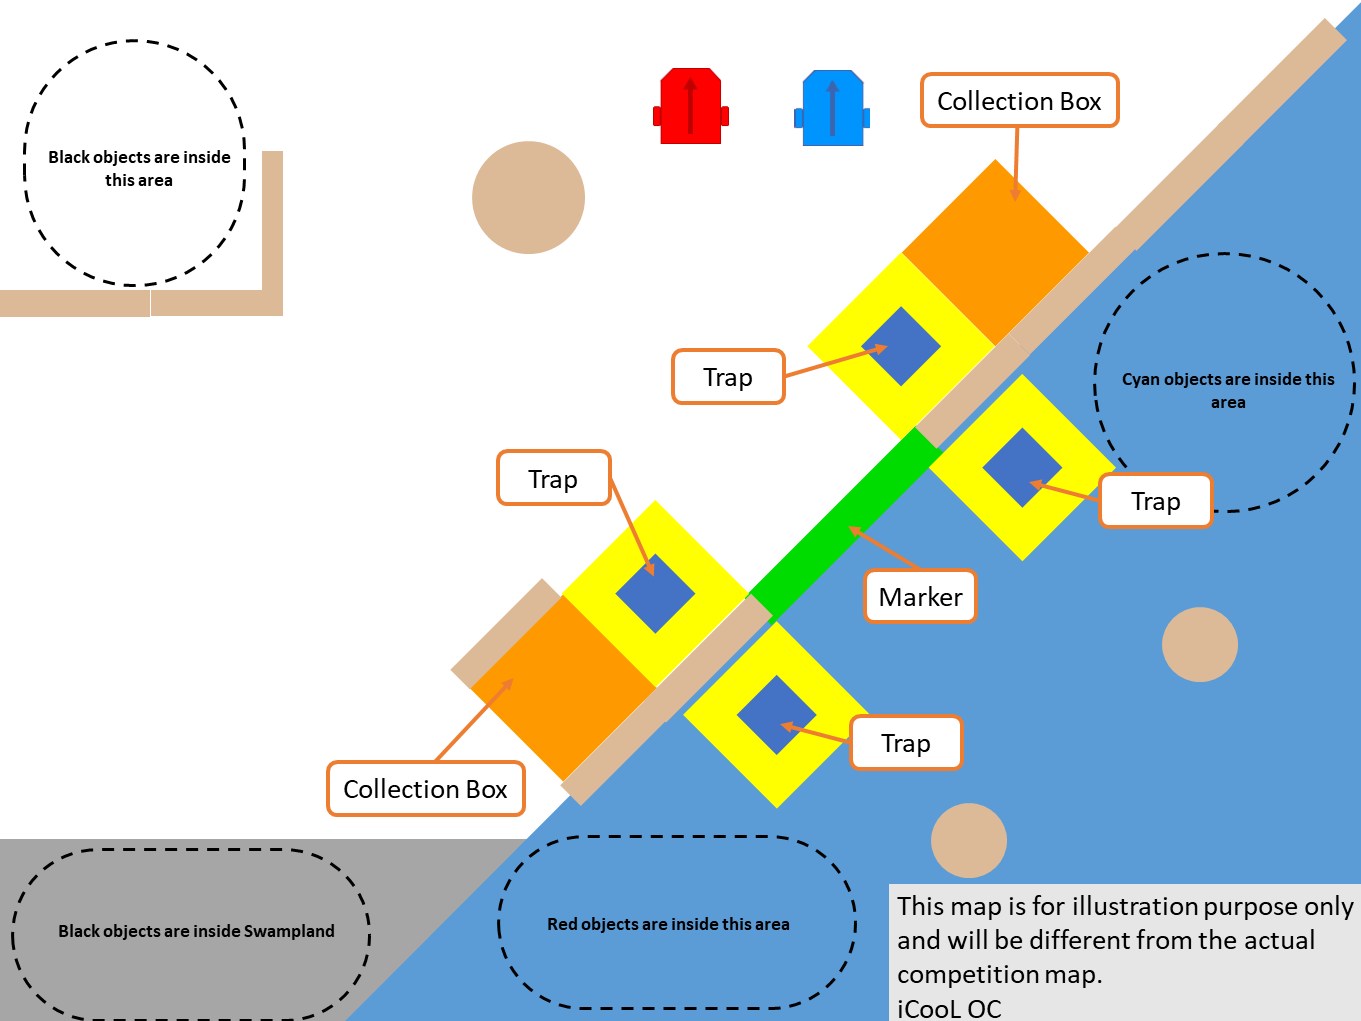 Collection Box
Black objects are inside
this area
Trap
Cyan objects are inside this
area
Trap
Trap
Marker
Trap
Collection Box
Black objects are inside Swampland
Red objects are inside this area
This map is for illustration purpose only
and will be different from the actual
competition map.
iCooL OC